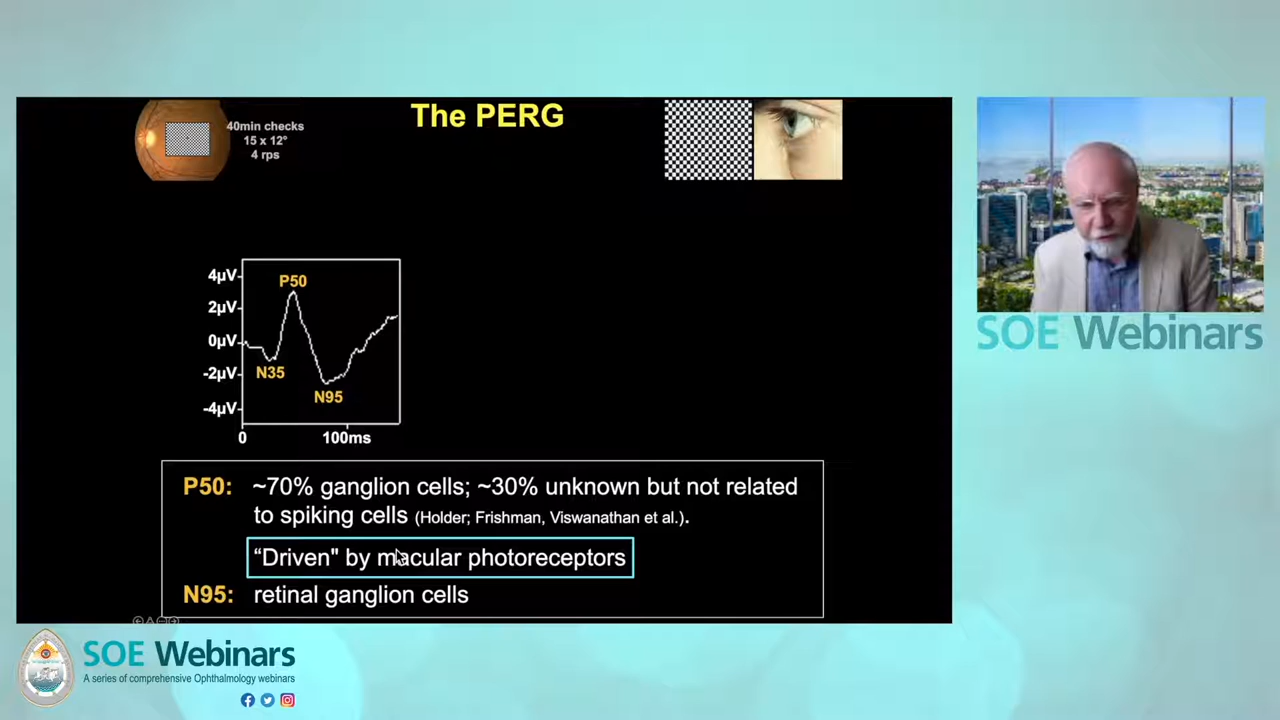 The PERG
40min checks
15 x 12°
4 rps
4µV
2µV
0µV
-2µV
-4µV
P50
N35
N95
0
100ms
P50: ~70% ganglion cells; ~30% unknown but not related
to spiking cells (Holder; Frishman, Viswanathan et al.).
“Driven" by macular photoreceptors
N95: retinal ganglion cells
SOE Webinars
SOE Webinars
A series of comprehensive Ophthalmology webinars